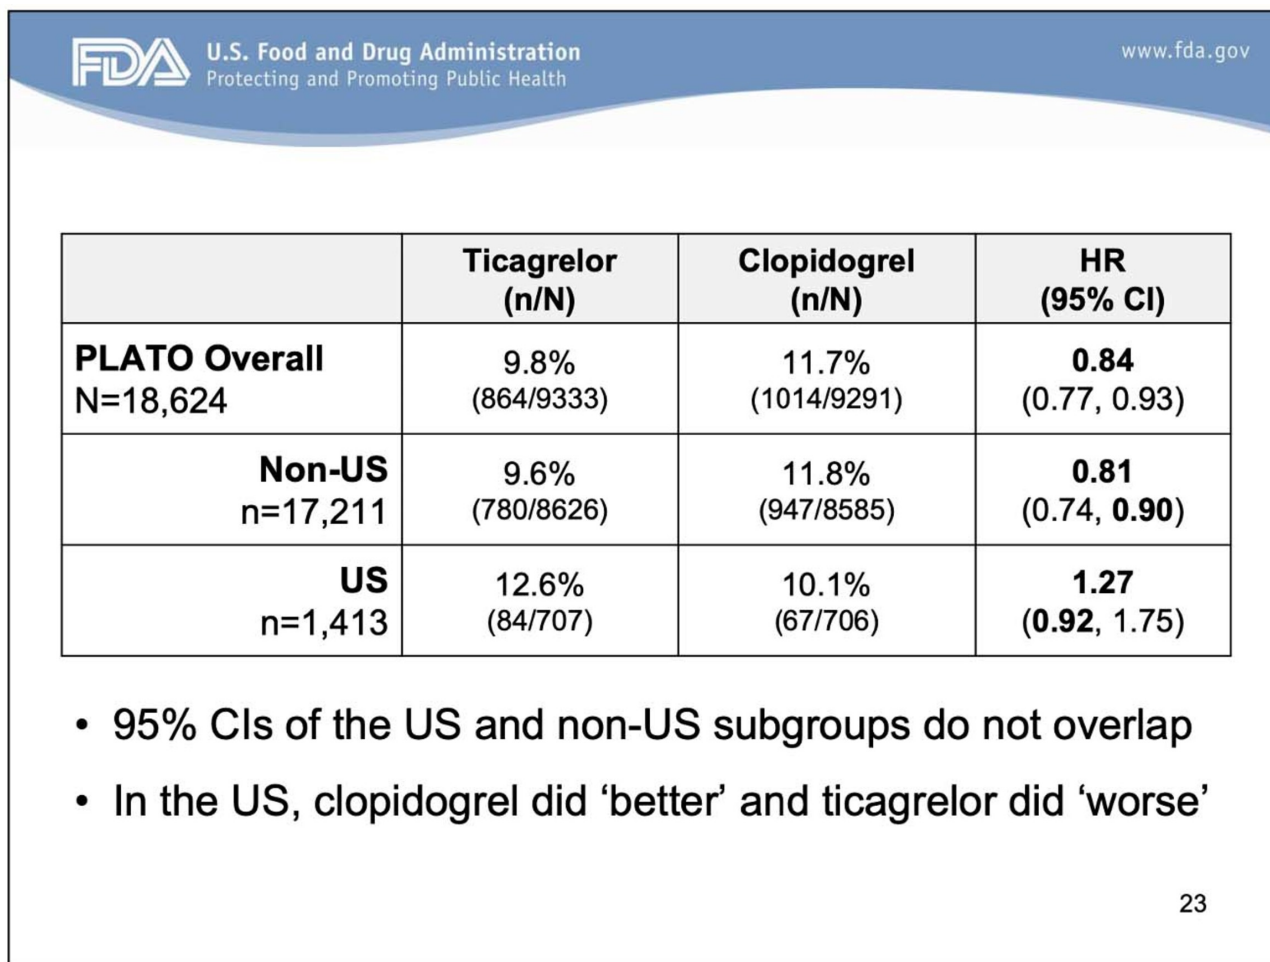 FDA U.S. Food and Drug Administration
Protecting and Promoting Public Health
www.fda.gov
Ticagrelor (n/N) Clopidogrel (n/N) HR (95% CI)
PLATO Overall 9.8% 11.7% 0.84
N=18,624 (864/9333) (1014/9291) (0.77, 0.93)
Non-US 9.6% 11.8% 0.81
n=17,211 (780/8626) (947/8585) (0.74, 0.90)
US 12.6% 10.1% 1.27
n=1,413 (84/707) (67/706) (0.92, 1.75)
• 95% CIs of the US and non-US subgroups do not overlap
• In the US, clopidogrel did ‘better’ and ticagrelor did ‘worse’
23